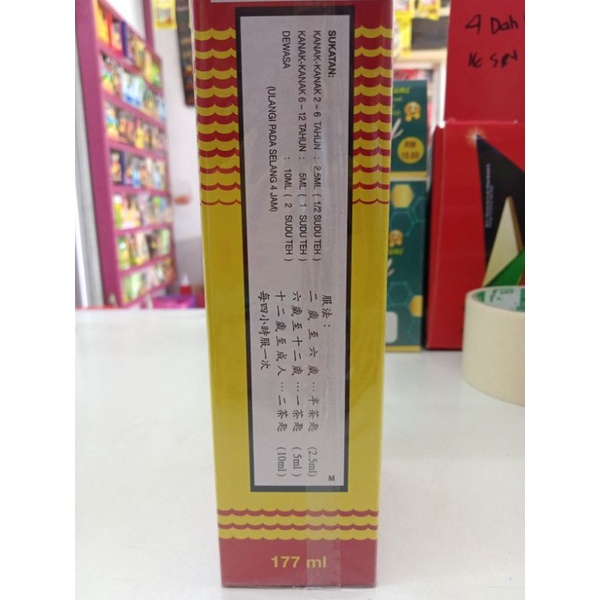 SUKATAN:
KANAK-KANAK 2 – 6 TAHUN : 2.5ML ( 1/2 SUDU TEH )
KANAK-KANAK 6 – 12 TAHUN : 5ML ( 1 SUDU TEH )
DEWASA : 10ML ( 2 SUDU TEH )
(ULANGI PADA SELANG 4 JAM)
服法：
二歲至六歲…半茶匙 (2.5ml)
六歲至十二歲…一茶匙 ( 5ml )
十二歲至成人…二茶匙 (10ml)
每四小時服一次
M
177 ml
4 Dah